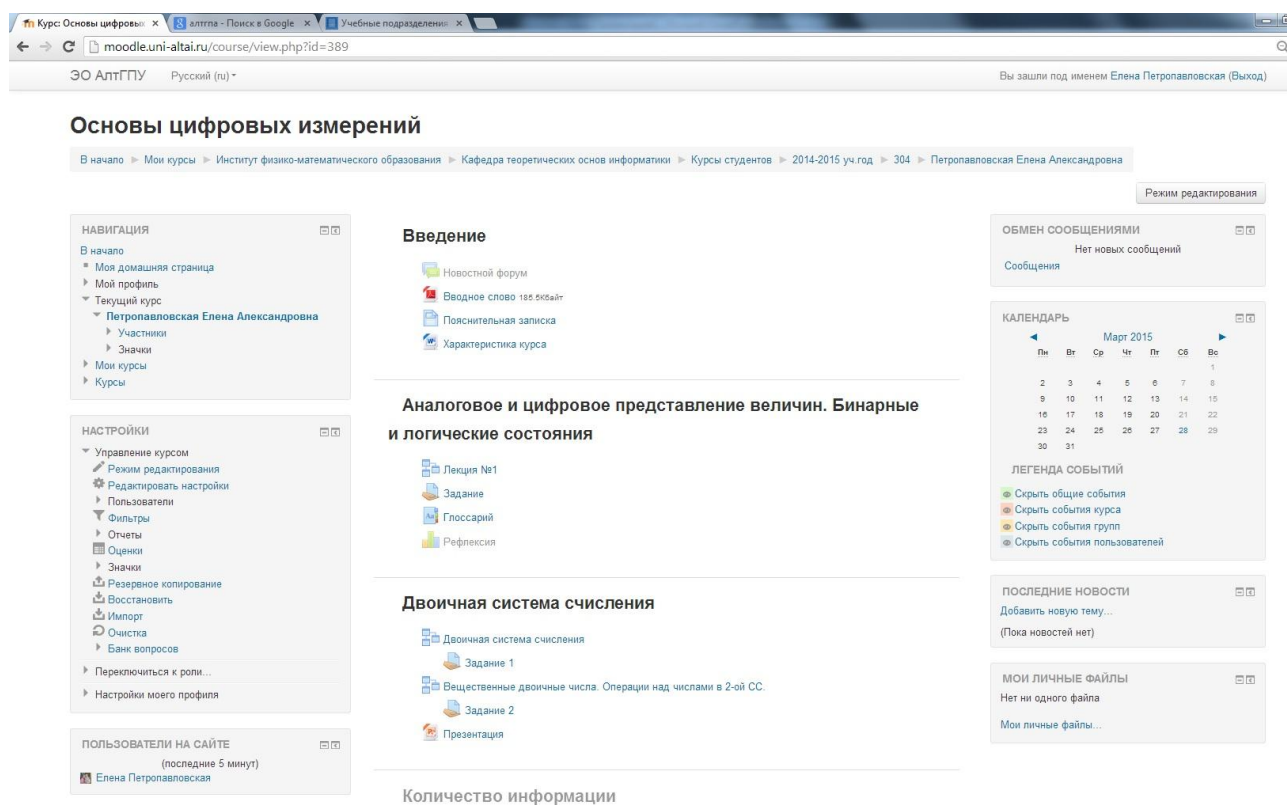 Курс: Основы цифровых
алтгпа - Поиск в Google
Учебные подразделения
moodle.uni-altai.ru/course/view.php?id=389
ЭО АлтГПУ
Русский (ru)
Вы зашли под именем Елена Петропавловская (Выход)
Основы цифровых измерений
В начало ► Мои курсы ► Институт физико-математического образования ► Кафедра теоретических основ информатики ► Курсы студентов ► 2014-2015 уч.год ► 304 ► Петропавловская Елена Александровна
Режим редактирования
НАВИГАЦИЯ
В начало
Моя домашняя страница
Мой профиль
Текущий курс
Петропавловская Елена Александровна
Участники
Значки
Мои курсы
Курсы
НАСТРОЙКИ
Управление курсом
Режим редактирования
Редактировать настройки
Пользователи
Фильтры
Отчеты
Оценки
Значки
Резервное копирование
Восстановить
Импорт
Очистка
Банк вопросов
Переключиться к роли...
Настройки моего профиля
ПОЛЬЗОВАТЕЛИ НА САЙТЕ
(последние 5 минут)
Елена Петропавловская
Введение
Новостной форум
Вводное слово 186.5Кбайт
Пояснительная записка
Характеристика курса
Аналоговое и цифровое представление величин. Бинарные
и логические состояния
Лекция №1
Задание
Глоссарий
Рефлексия
Двоичная система счисления
Двоичная система счисления
Задание 1
Вещественные двоичные числа. Операции над числами в 2-ой СС.
Задание 2
Презентация
Количество информации
ОБМЕН СООБЩЕНИЯМИ
Нет новых сообщений
Сообщения
КАЛЕНДАРЬ
Март 2015
Пн Вт Ср Чт Пт Сб Вс
1
2 3 4 5 6 7 8
9 10 11 12 13 14 15
16 17 18 19 20 21 22
23 24 25 26 27 28 29
30 31
ЛЕГЕНДА СОБЫТИЙ
Скрыть общие события
Скрыть события курса
Скрыть события групп
Скрыть события пользователей
ПОСЛЕДНИЕ НОВОСТИ
Добавить новую тему...
(Пока новостей нет)
МОИ ЛИЧНЫЕ ФАЙЛЫ
Нет ни одного файла
Мои личные файлы...